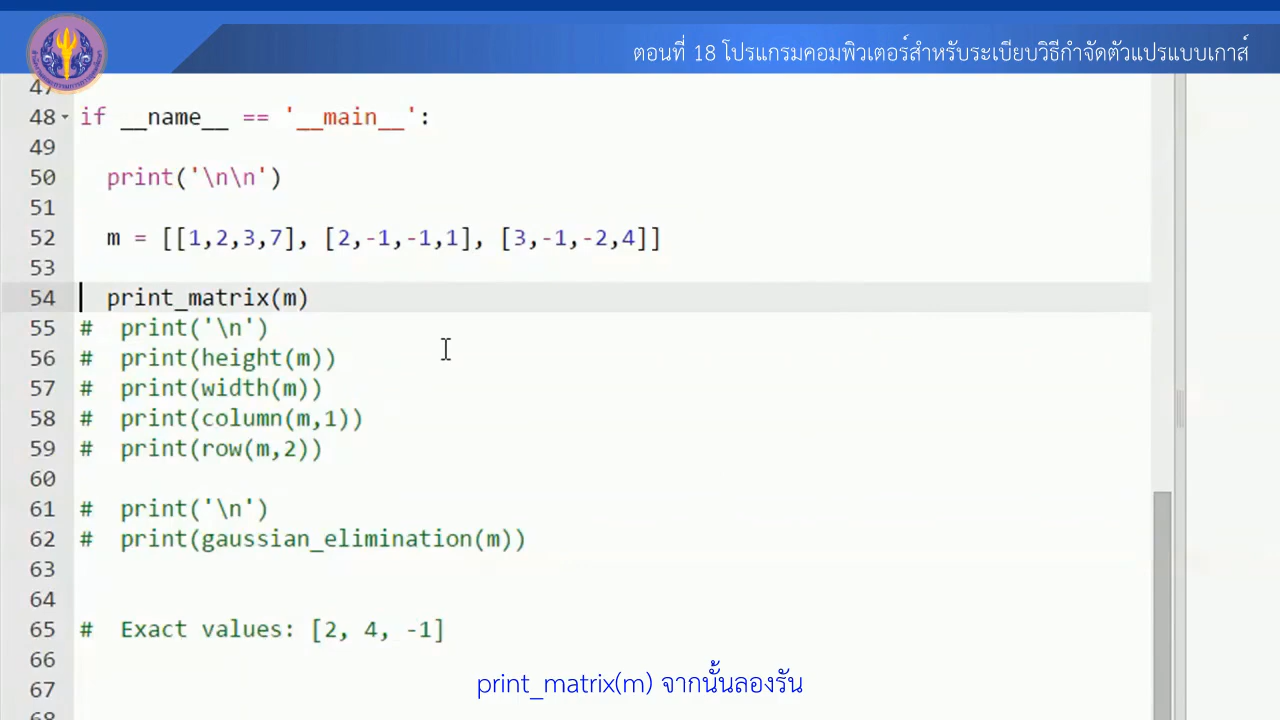 ตอนที่ 18 โปรแกรมคอมพิวเตอร์สำหรับระเบียบวิธีกำจัดตัวแปรแบบเกาส์
47
48 if __name__ == '__main__':
49
50 print('\n\n')
51
52 m = [[1,2,3,7], [2,-1,-1,1], [3,-1,-2,4]]
53
54 print_matrix(m)
55 # print('\n')
56 # print(height(m))
57 # print(width(m))
58 # print(column(m,1))
59 # print(row(m,2))
60
61 # print('\n')
62 # print(gaussian_elimination(m))
63
64
65 # Exact values: [2, 4, -1]
66
67
68
print_matrix(m) จากนั้นลองรัน